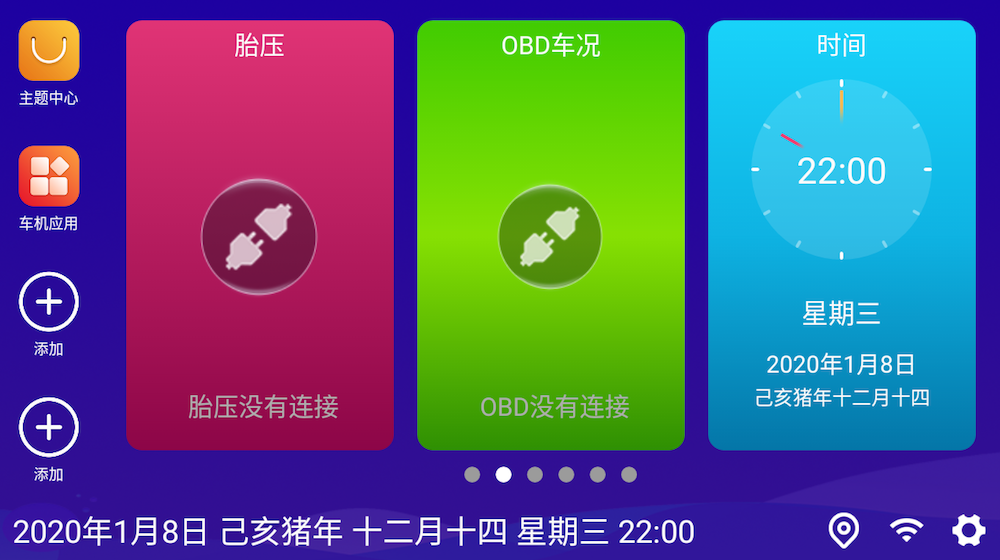 主题中心
车机应用
添加
添加
胎压
胎压没有连接
OBD车况
OBD没有连接
时间
22:00
星期三
2020年1月8日
己亥猪年十二月十四
2020年1月8日 己亥猪年 十二月十四 星期三 22:00